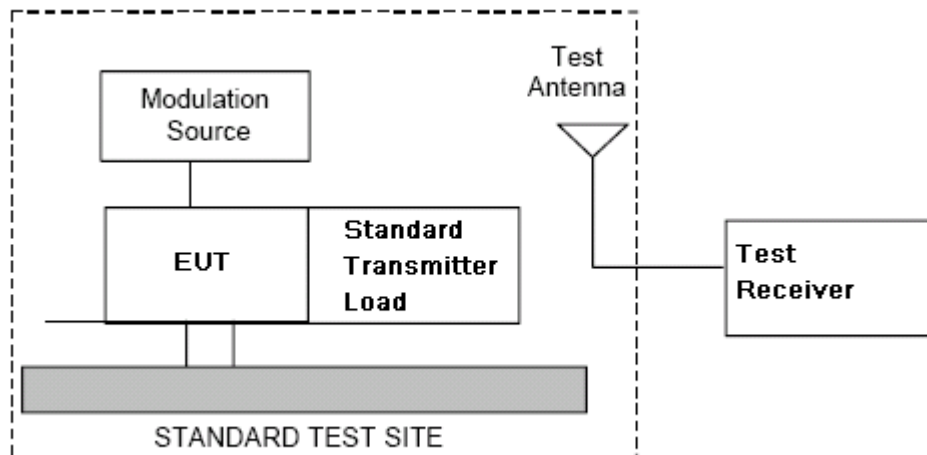 Test
Antenna
Modulation
Source
EUT
Standard
Transmitter
Load
Test
Receiver
STANDARD TEST SITE